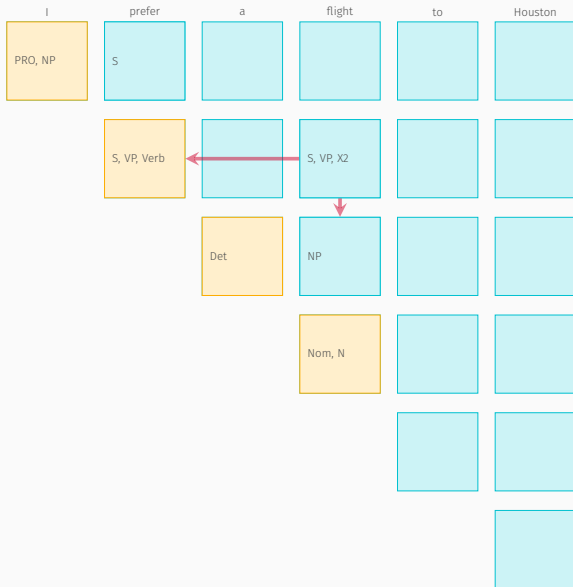 I prefer a flight to Houston
PRO, NP S
S, VP, Verb S, VP, X2
Det NP
Nom, N